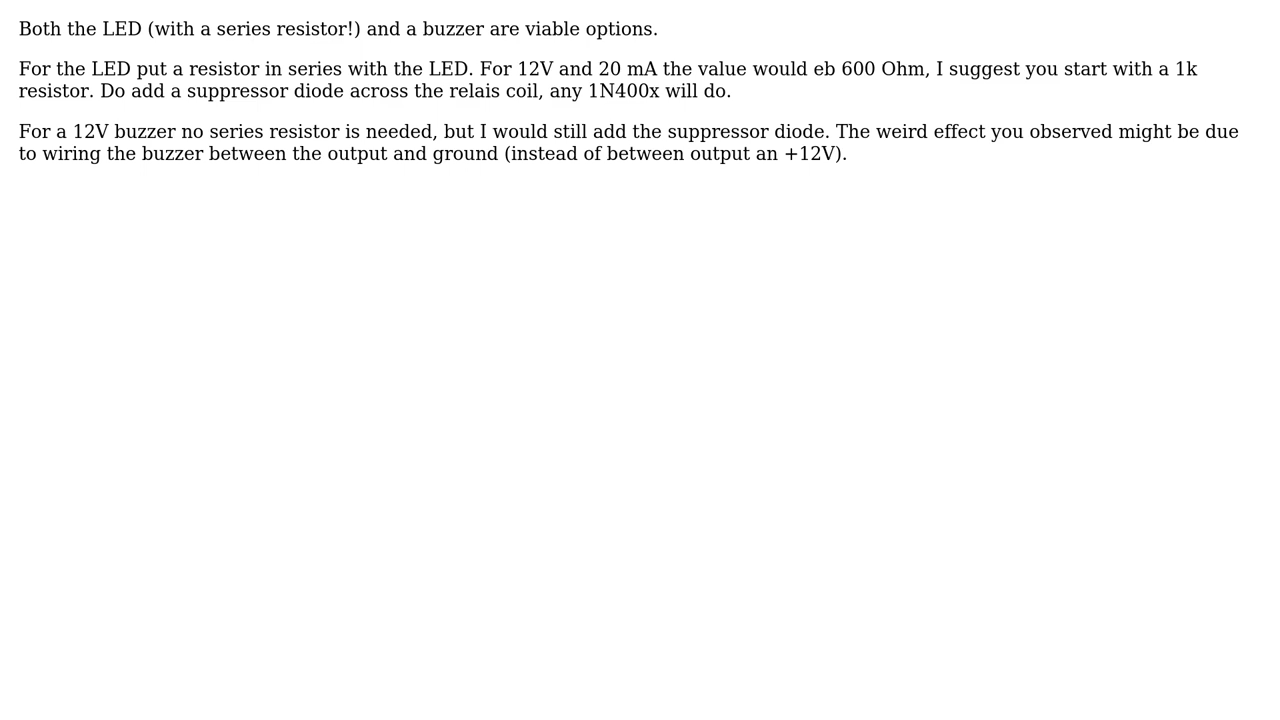 Both the LED (with a series resistor!) and a buzzer are viable options.
For the LED put a resistor in series with the LED. For 12V and 20 mA the value would eb 600 Ohm, I suggest you start with a 1k
resistor. Do add a suppressor diode across the relais coil, any 1N400x will do.
For a 12V buzzer no series resistor is needed, but I would still add the suppressor diode. The weird effect you observed might be due
to wiring the buzzer between the output and ground (instead of between output an +12V).